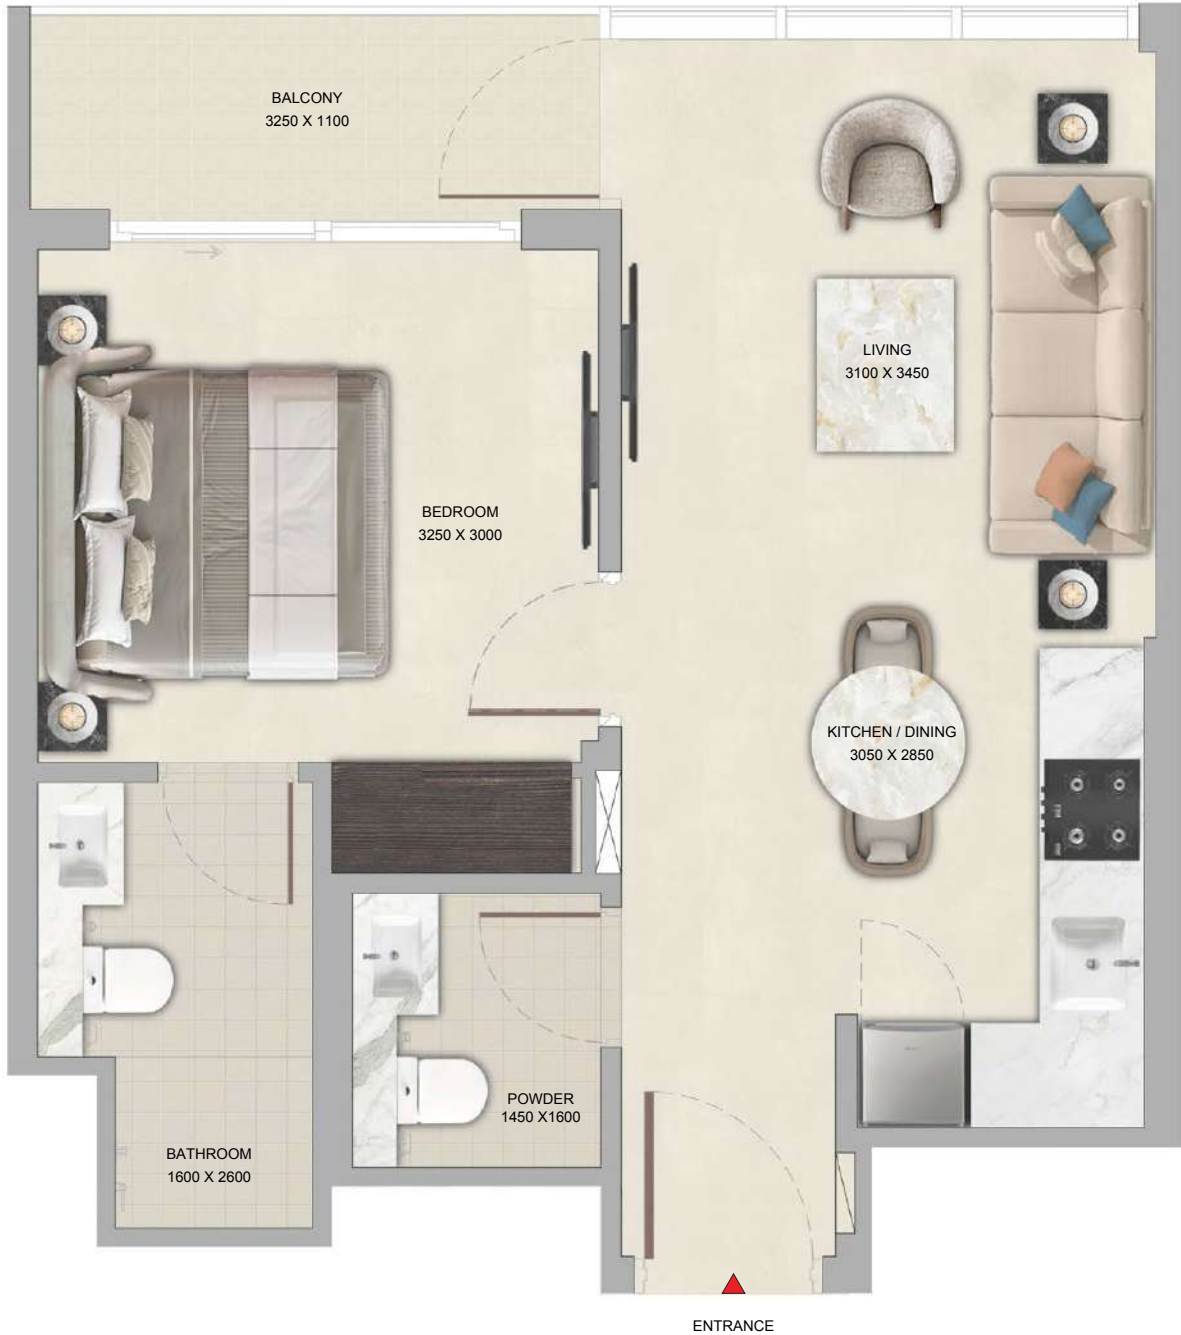 BALCONY
3250 X 1100
LIVING
3100 X 3450
BEDROOM
3250 X 3000
KITCHEN / DINING
3050 X 2850
POWDER
1450 X1600
BATHROOM
1600 X 2600
ENTRANCE